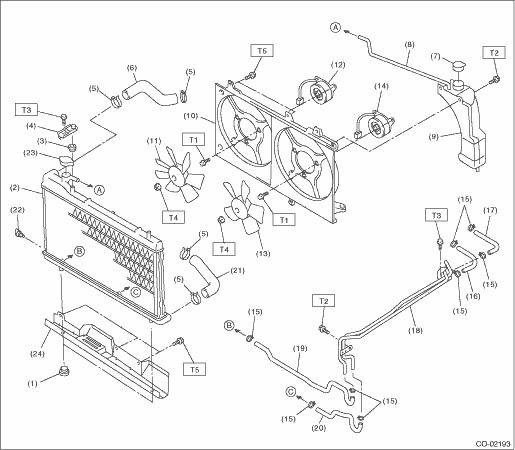 A
(8)
(7)
T2
(6)
T5
(5)
(5)
(12)
(14)
T3
(4)
(10)
(9)
(3)
(11)
T1
(23)
(2)
A
T4
T1
T3
(15)
(17)
(22)
(5)
T4
(13)
B
(15)
(5)
(21)
(15)
(16)
C
T2
(18)
(15)
B
(24)
(19)
T5
(1)
C
(15)
(15)
(20)
CO-02193